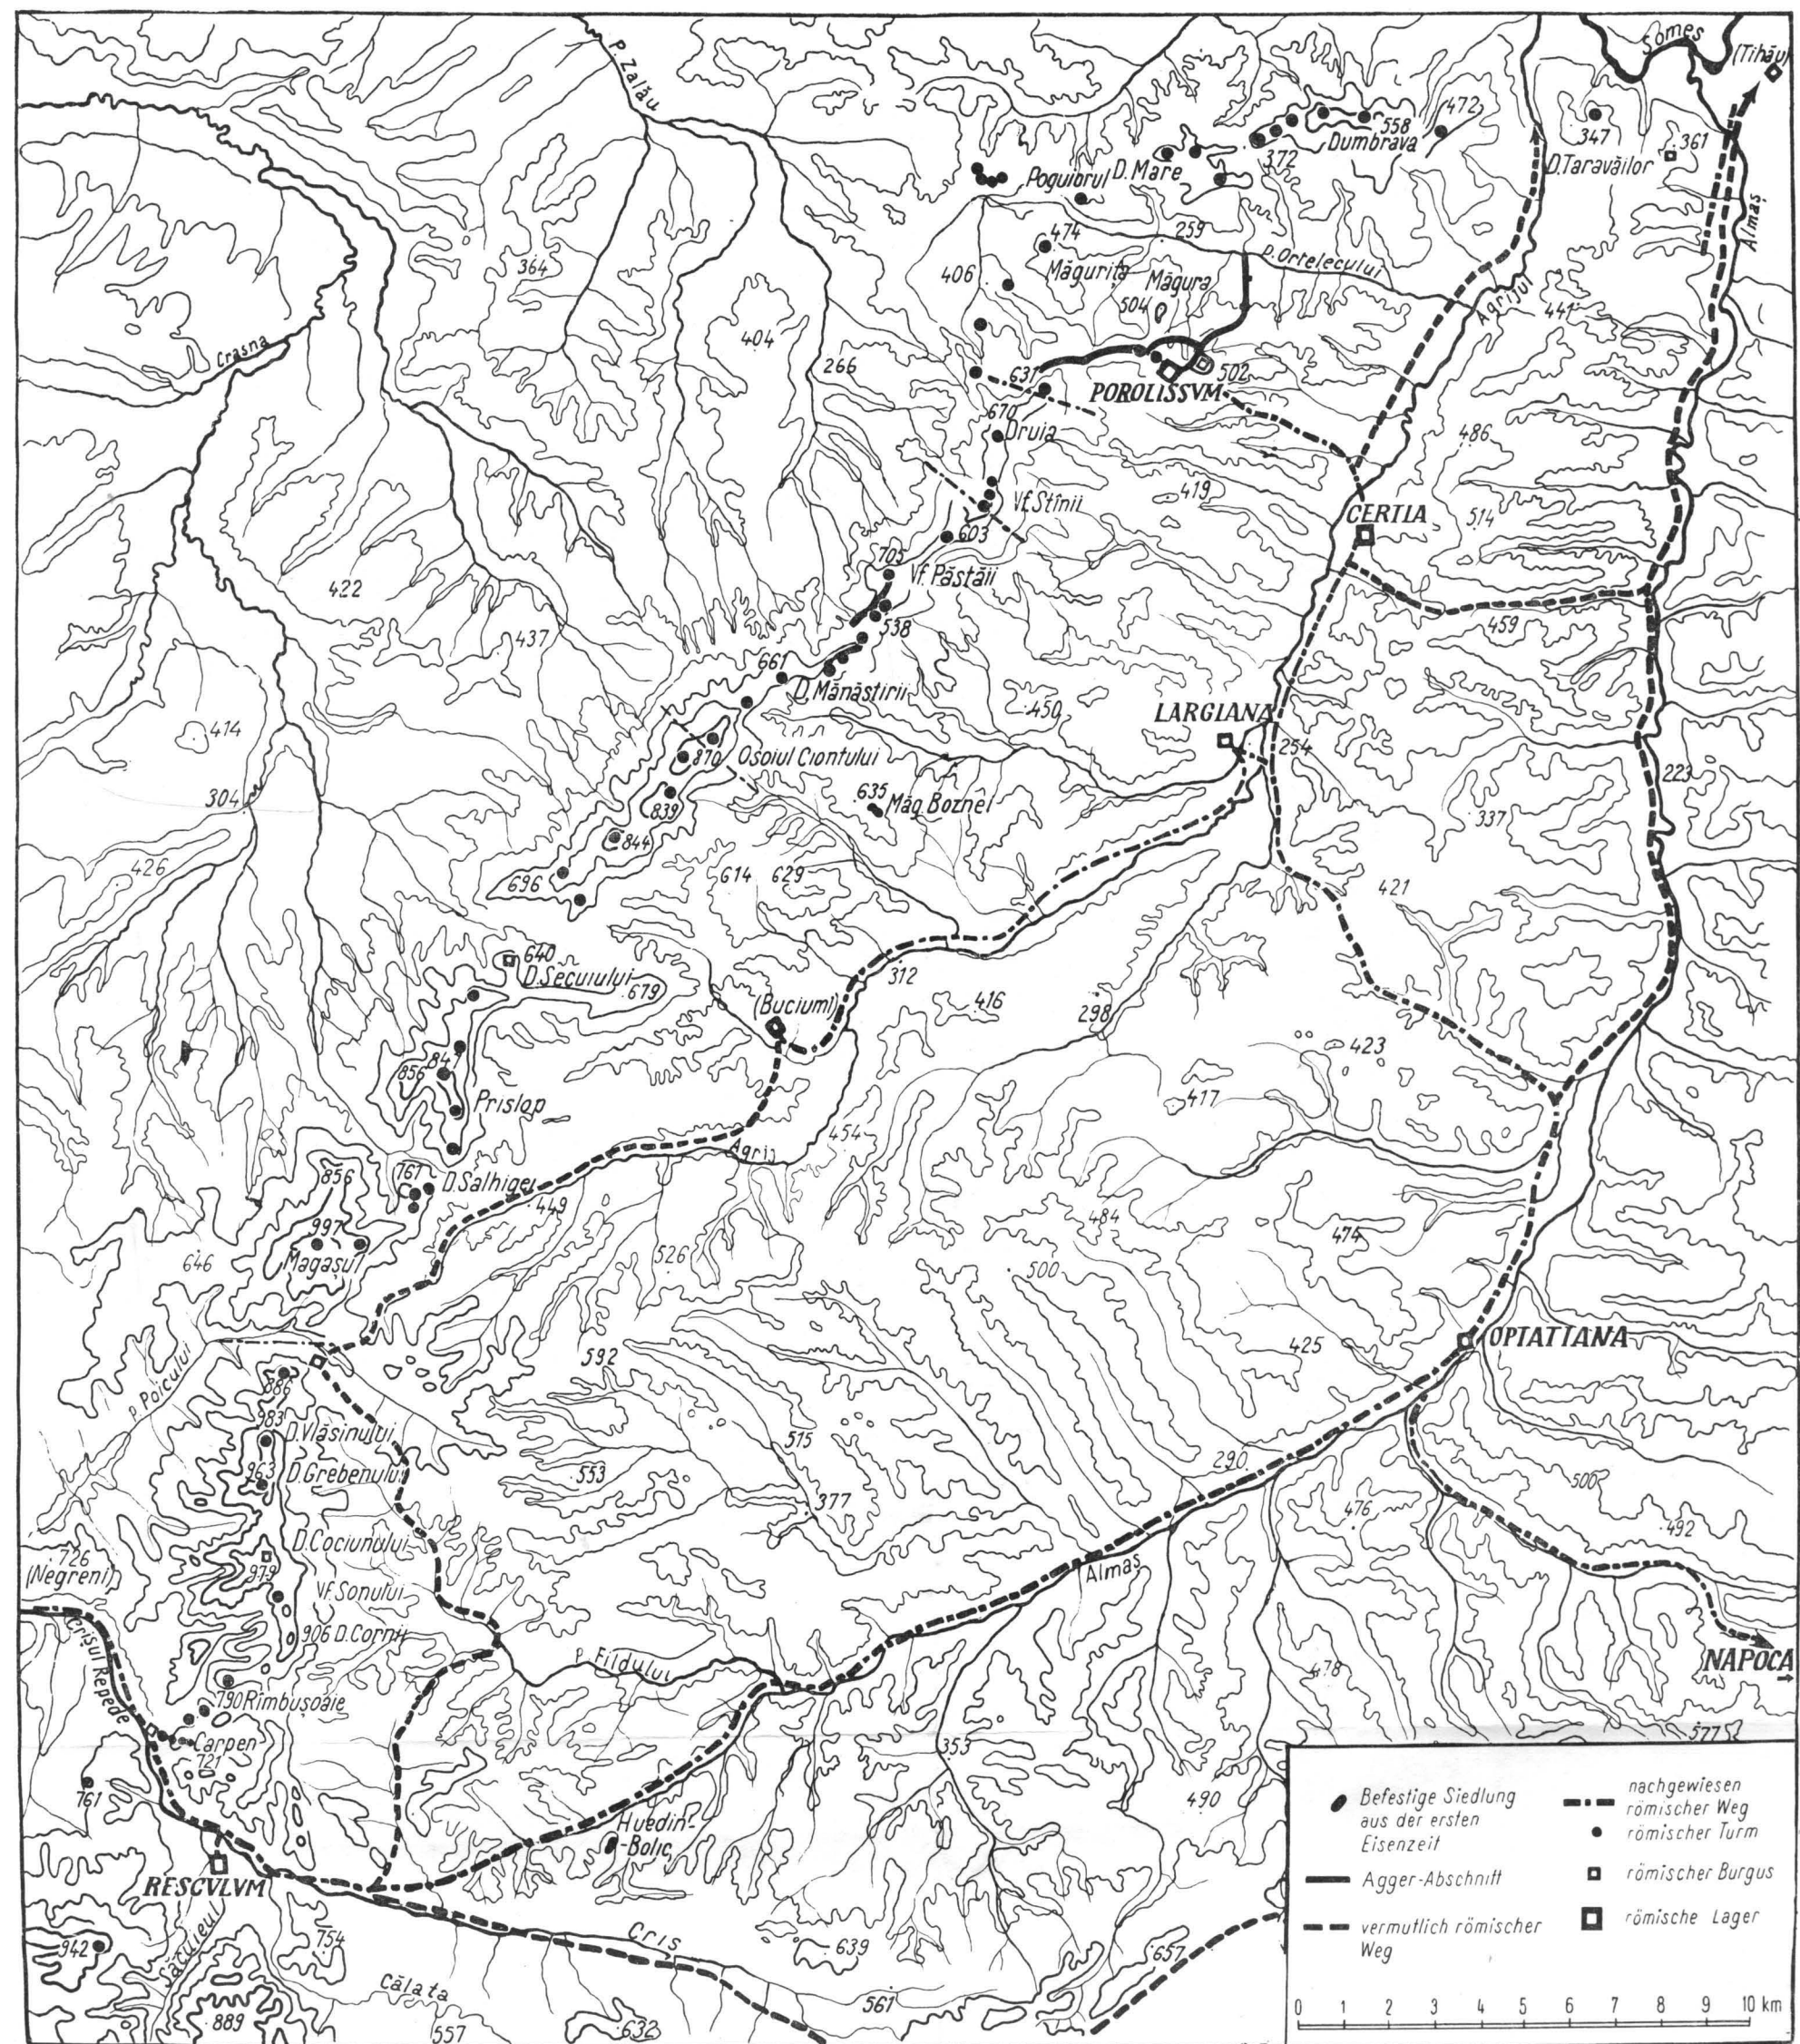 Someș
(Tihău)
P. Zalău
472
558
Dumbrava
347
361
372
D. Mare
D. Taravăilor
Poguiorul
Almaș
474
259
364
406
Măgurița
Măgura
P. Ortelecului
504
Agrijul
441
404
Crasna
266
631
502
POROLISSVM
670
Druia
486
419
Vf. Stînii
CERTIA
514
603
705
Vf. Păstăii
422
538
459
437
661
D. Mănăstirii
450
LARGIANA
414
870
Osoiul Ciontului
254
223
304
635
Măg. Boznei
839
337
844
426
696
614
629
421
640
D. Secuiului
679
312
(Buciumi)
416
298
423
84
856
Prislop
417
454
Agrij
856
767
D. Salhiger
449
484
997
474
646
Magașul
526
500
OPTATIANA
425
592
P. Poicului
886
983
D. Vlăsinului
515
290
963
D. Grebenului
553
500
377
476
D. Cociunului
492
726
(Negreni)
979
Almaș
Vf. Sonului
906 D. Cornii
Crișul Repede
P. Fildului
478
NAPOCA
790 Rîmbușoaie
577
Carpen
721
353
761
490
Huedin-
-Bolic
RESCVLVM
Criș
942
754
639
657
Săcuieul
Călata
561
889
557
632
Befestige Siedlung
aus der ersten
Eisenzeit
Agger-Abschnitt
vermutlich römischer
Weg
nachgewiesen
römischer Weg
römischer Turm
römischer Burgus
römische Lager
0 1 2 3 4 5 6 7 8 9 10 km